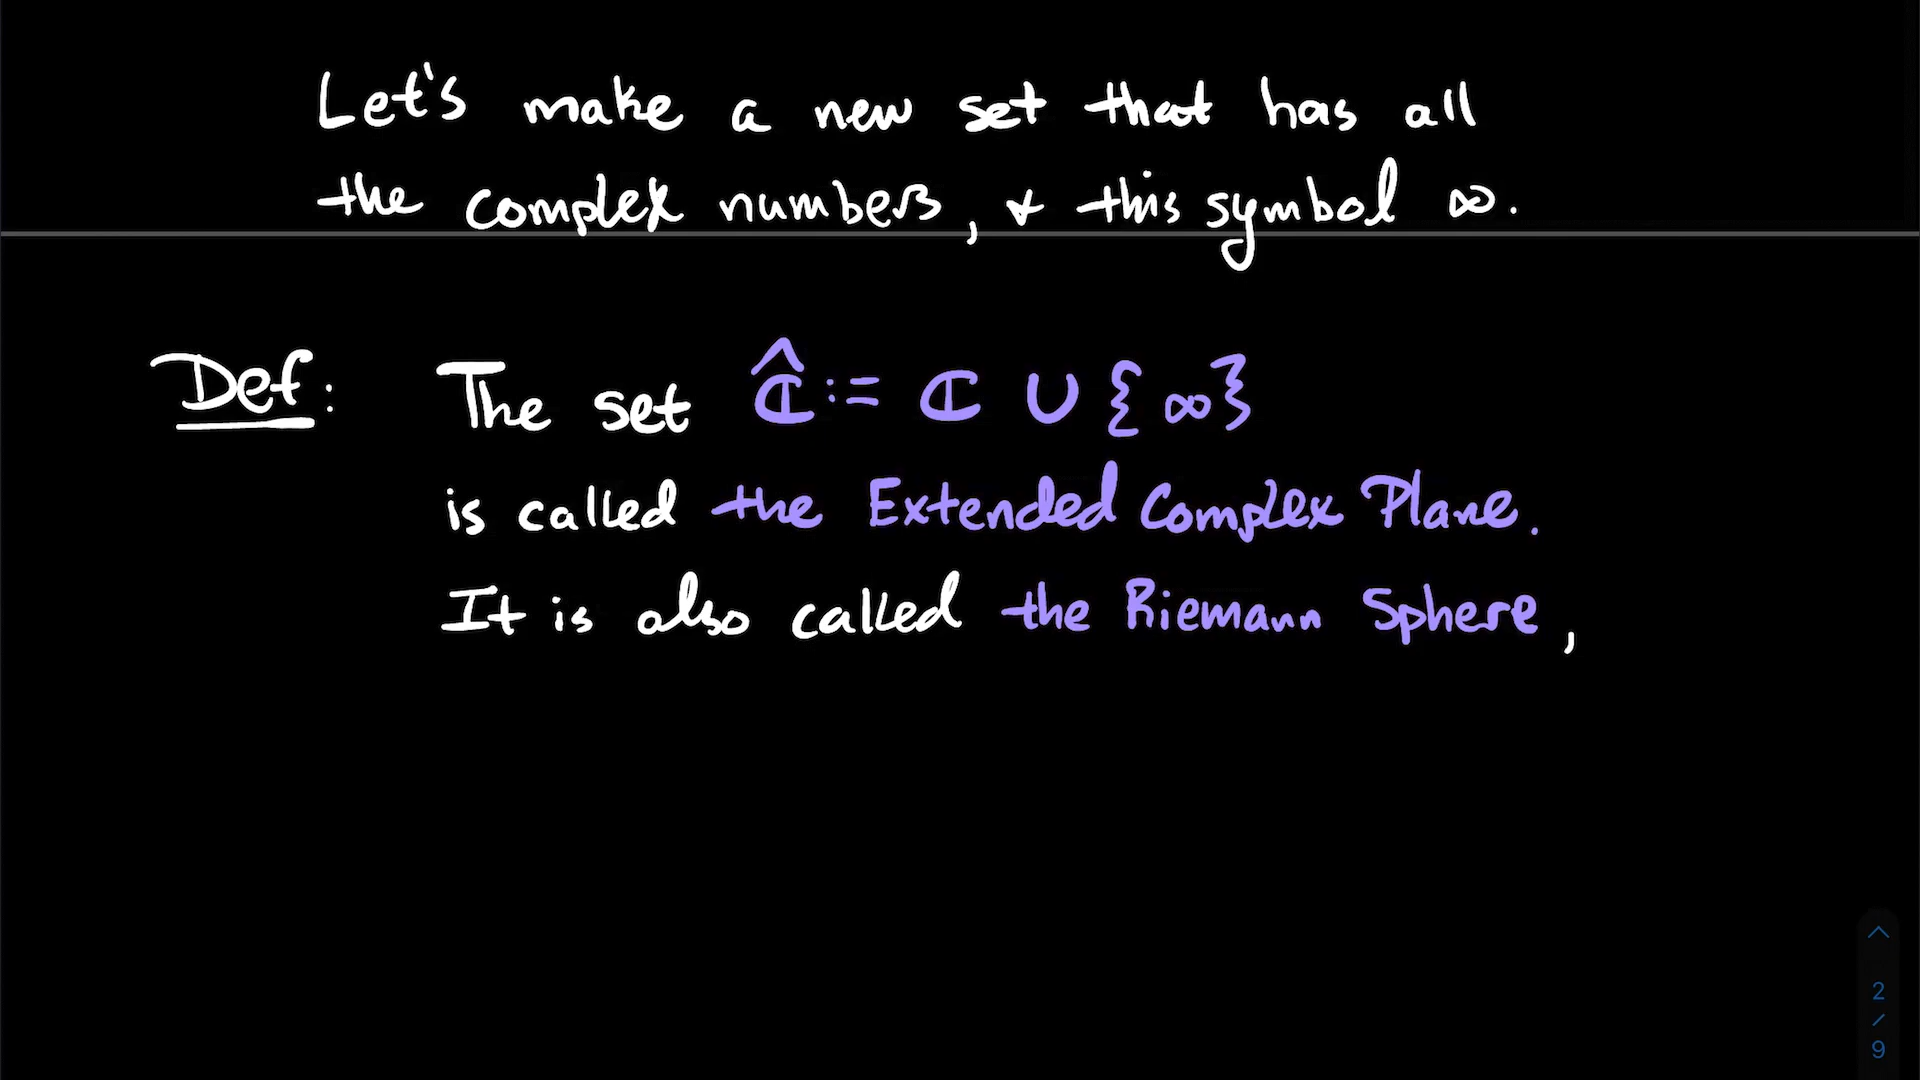 Let's make a new set that has all
the complex numbers, & this symbol ∞.
Def: The set Ĉ := ℂ ∪ {∞}
is called the Extended Complex Plane.
It is also called the Riemann Sphere,
2
/
9